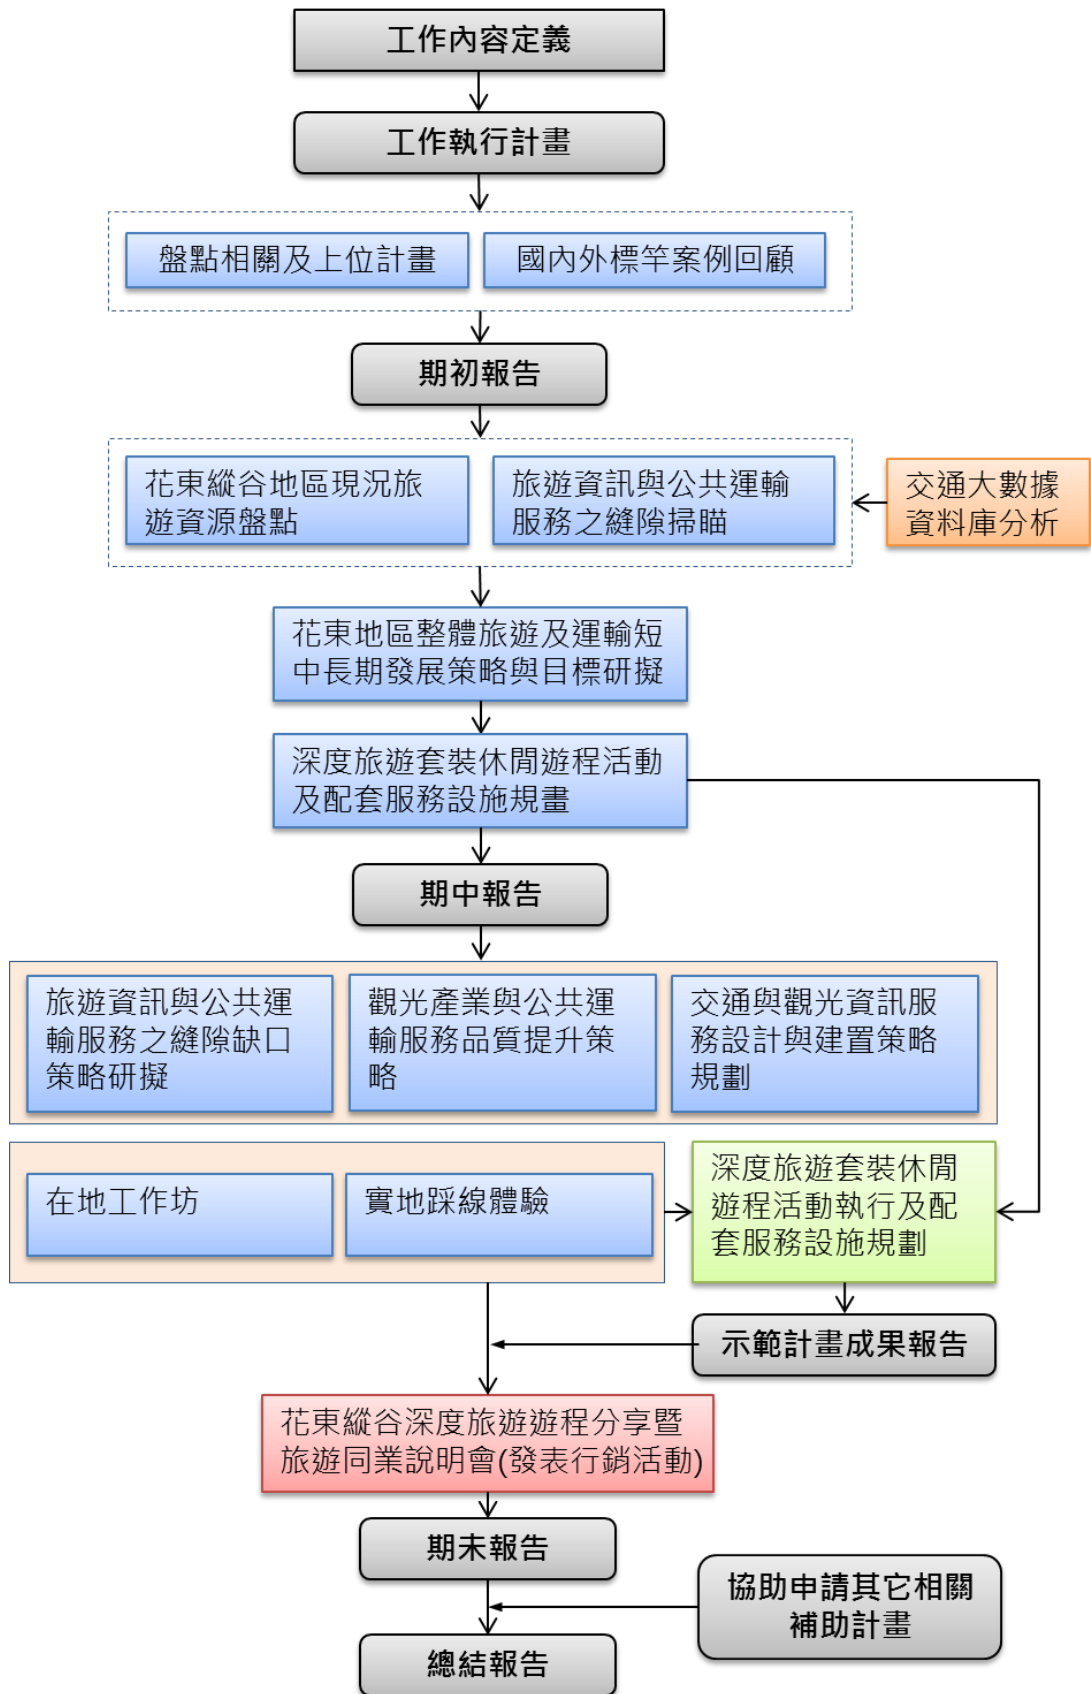 工作內容定義
工作執行計畫
盤點相關及上位計畫
國內外標竿案例回顧
期初報告
花東縱谷地區現況旅
遊資源盤點
旅遊資訊與公共運輸
服務之縫隙掃瞄
交通大數據
資料庫分析
花東地區整體旅遊及運輸短
中長期發展策略與目標研擬
深度旅遊套裝休閒遊程活動
及配套服務設施規畫
期中報告
旅遊資訊與公共運
輸服務之縫隙缺口
策略研擬
觀光產業與公共運
輸服務品質提升策
略
交通與觀光資訊服
務設計與建置策略
規劃
在地工作坊
實地踩線體驗
深度旅遊套裝休閒
遊程活動執行及配
套服務設施規劃
示範計畫成果報告
花東縱谷深度旅遊遊程分享暨
旅遊同業說明會(發表行銷活動)
期未報告
協助申請其它相關
補助計畫
總結報告